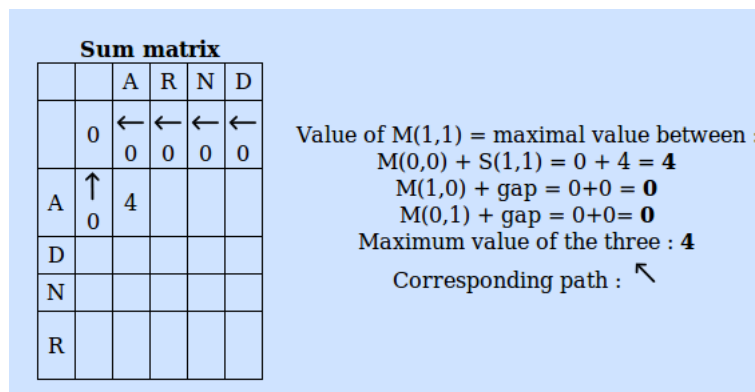 Sum matrix
A R N D
0 ← ← ← ←
0 0 0 0
A ↑ 4
0
D
N
R
Value of M(1,1) = maximal value between :
M(0,0) + S(1,1) = 0 + 4 = 4
M(1,0) + gap = 0+0 = 0
M(0,1) + gap = 0+0= 0
Maximum value of the three : 4
Corresponding path : ↖